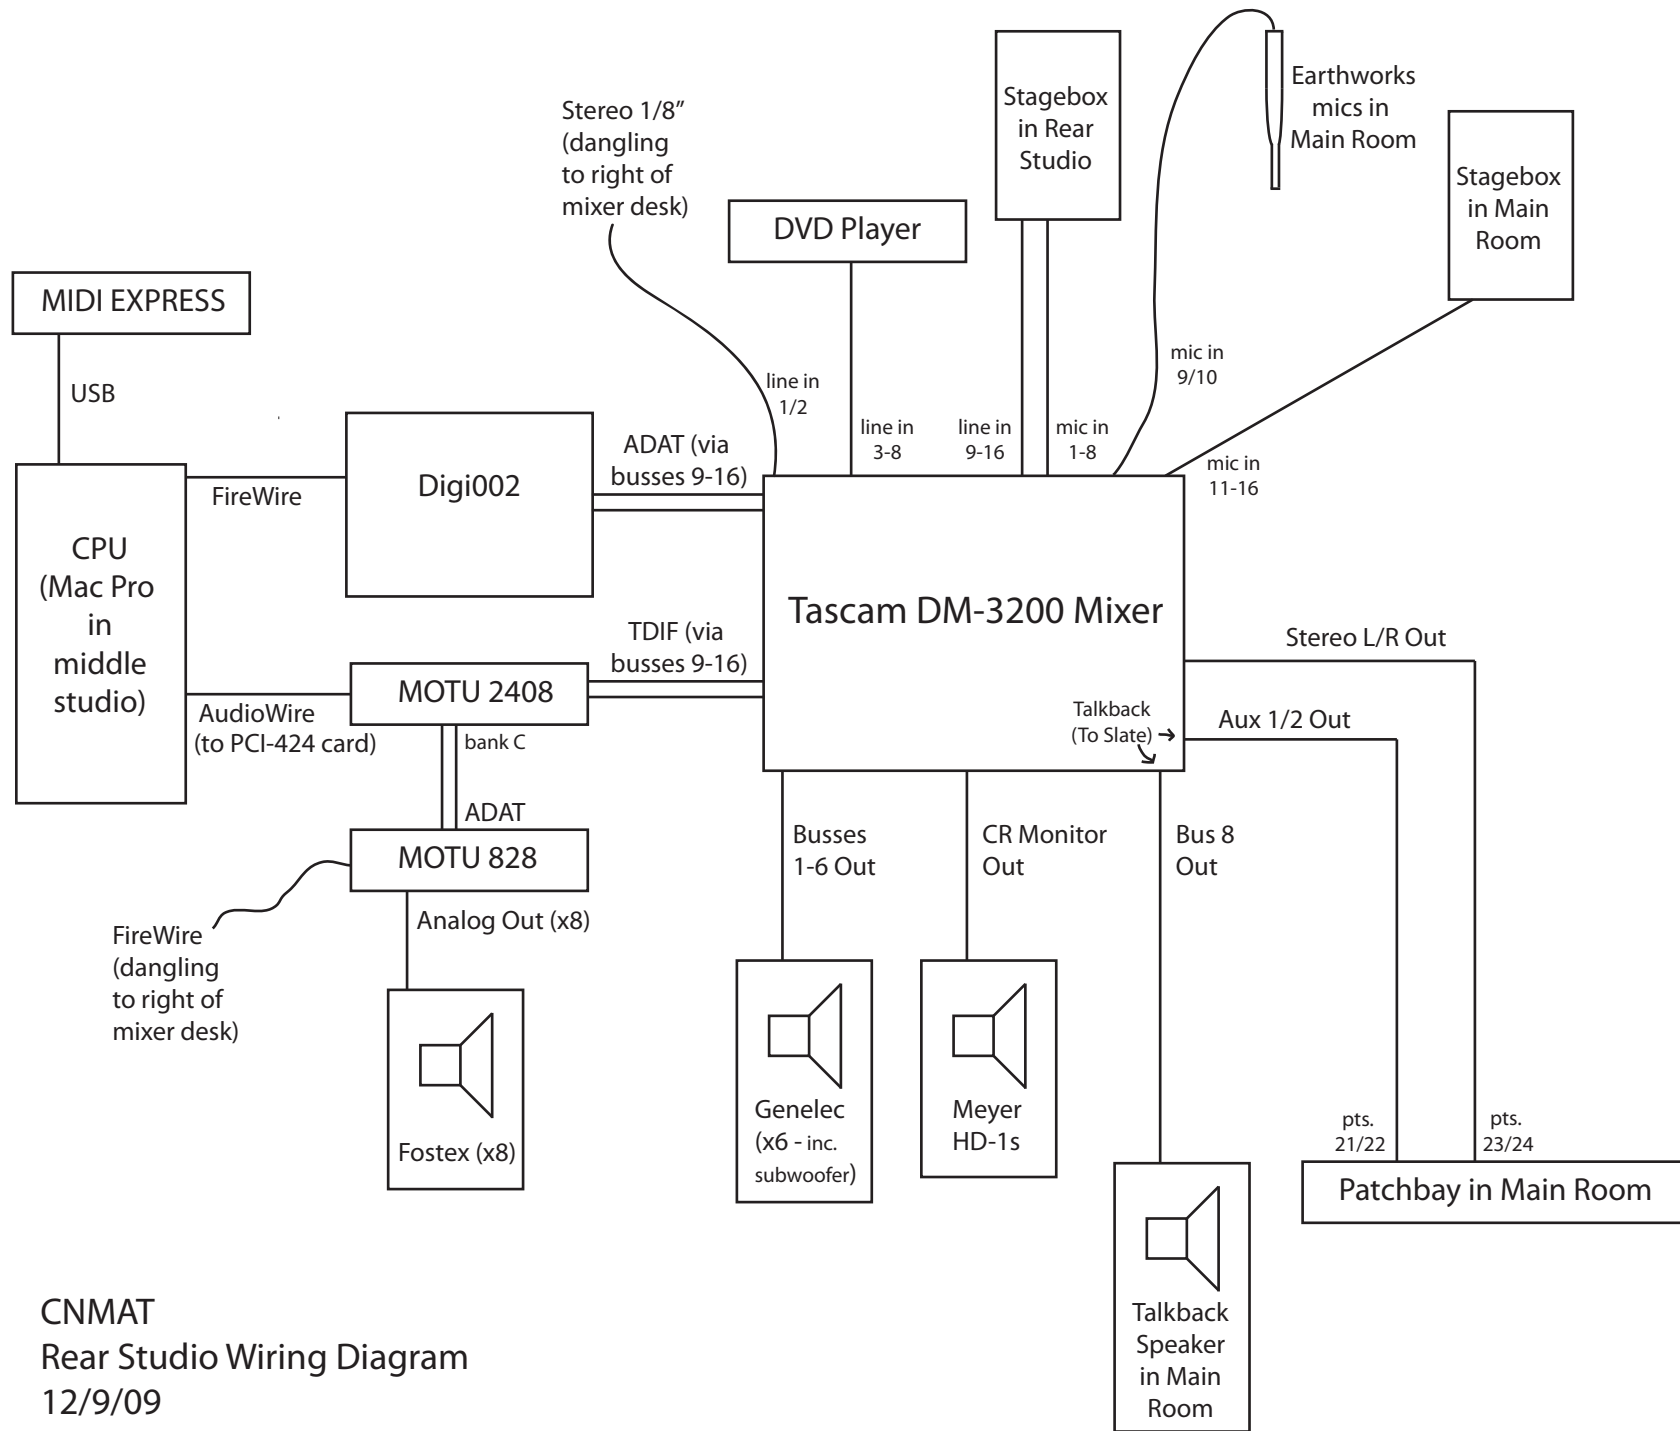 Stereo 1/8”
(dangling
to right of
mixer desk)
DVD Player
Stagebox
in Rear
Studio
Earthworks
mics in
Main Room
Stagebox
in Main
Room
MIDI EXPRESS
USB
line in
1/2
line in
3-8
line in
9-16
mic in
1-8
mic in
9/10
mic in
11-16
CPU
(Mac Pro
in
middle
studio)
FireWire
Digi002
ADAT (via
busses 9-16)
Tascam DM-3200 Mixer
TDIF (via
busses 9-16)
MOTU 2408
AudioWire
(to PCI-424 card)
bank C
ADAT
MOTU 828
Analog Out (x8)
FireWire
(dangling
to right of
mixer desk)
Fostex (x8)
Talkback
(To Slate)
Stereo L/R Out
Aux 1/2 Out
Busses
1-6 Out
CR Monitor
Out
Bus 8
Out
Genelec
(x6 - inc.
subwoofer)
Meyer
HD-1s
pts.
21/22
pts.
23/24
Patchbay in Main Room
Talkback
Speaker
in Main
Room
CNMAT
Rear Studio Wiring Diagram
12/9/09